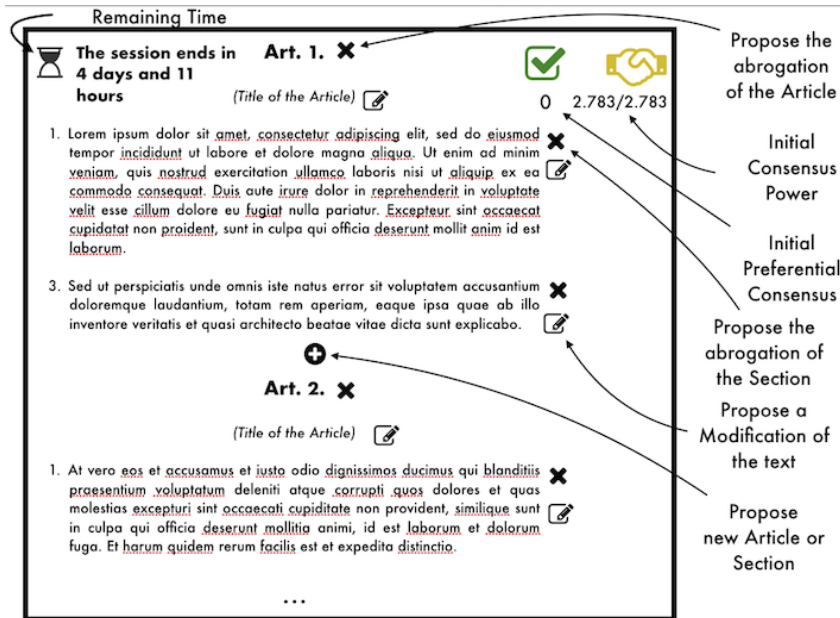 Remaining Time
The session ends in
4 days and 11
hours
Art. 1.
(Title of the Article)
0 2.783/2.783
1. Lorem ipsum dolor sit amet, consectetur adipiscing elit, sed do eiusmod
tempor incididunt ut labore et dolore magna aliqua. Ut enim ad minim
veniam, quis nostrud exercitation ullamco laboris nisi ut aliquip ex ea
commodo consequat. Duis aute irure dolor in reprehenderit in voluptate
velit esse cillum dolore eu fugiat nulla pariatur. Excepteur sint occaecat
cupidatat non proident, sunt in culpa qui officia deserunt mollit anim id est
laborum.
3. Sed ut perspiciatis unde omnis iste natus error sit voluptatem accusantium
doloremque laudantium, totam rem aperiam, eaque ipsa quae ab illo
inventore veritatis et quasi architecto beatae vitae dicta sunt explicabo.
Art. 2.
(Title of the Article)
1. At vero eos et accusamus et iusto odio dignissimos ducimus qui blanditiis
praesentium voluptatum deleniti atque corrupti quos dolores et quas
molestias excepturi sint occaecati cupiditate non provident, similique sunt
in culpa qui officia deserunt mollitia animi, id est laborum et dolorum
fuga. Et harum quidem rerum facilis est et expedita distinctio.
...
Propose the
abrogation
of the Article
Initial
Consensus
Power
Initial
Preferential
Consensus
Propose the
abrogation of
the Section
Propose a
Modification of
the text
Propose
new Article or
Section